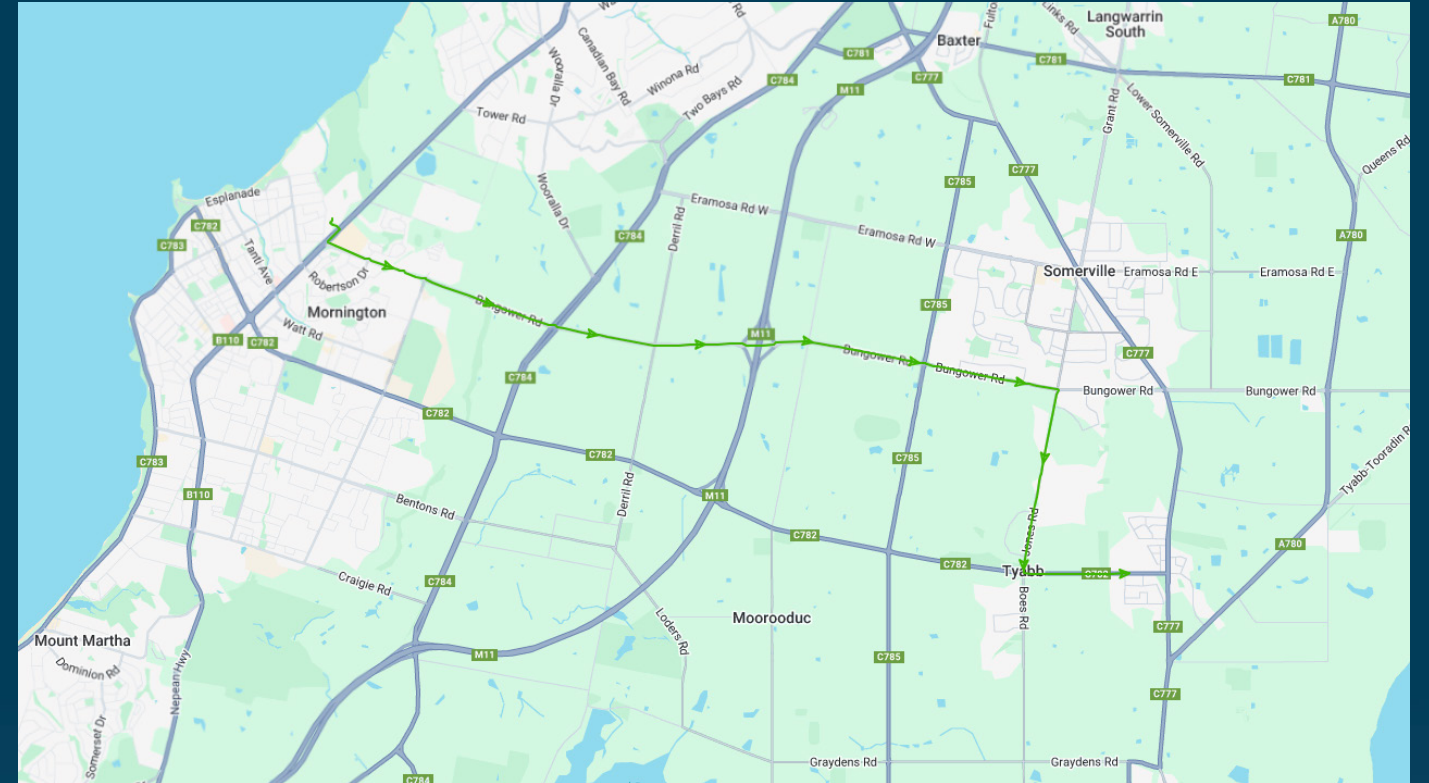 Langwarrin
South
A780
Links Rd
Baxter
C781
C781
C781
C784
C777
M11
Wooralla Dr
Canadian Bay Rd
Winona Rd
Two Bays Rd
Tower Rd
Grant Rd
Lower Somerville Rd
Queens Rd
C777
C785
Esplanade
C782
C783
Wooralla Dr
Eramosa Rd W
Derril Rd
C784
Eramosa Rd W
A780
Tanti Ave
Robertson Dr
Somerville
Eramosa Rd E
Eramosa Rd E
Mornington
Bungower Rd
C785
Watt Rd
M11
B110
C782
Bungower Rd
C777
C784
Bungower Rd
Bungower Rd
Bungower Rd
C782
C782
C783
C785
Tyabb-Tooradin R
B110
Derril Rd
M11
Bentons Rd
C782
Jones Rd
A780
C782
Tyabb
C782
Craigie Rd
C784
Boes Rd
Moorooduc
Loders Rd
C777
Mount Martha
M11
C785
Dominion Rd
Nepean Hwy
C777
Somerset Dr
Graydens Rd
Graydens Rd
C784